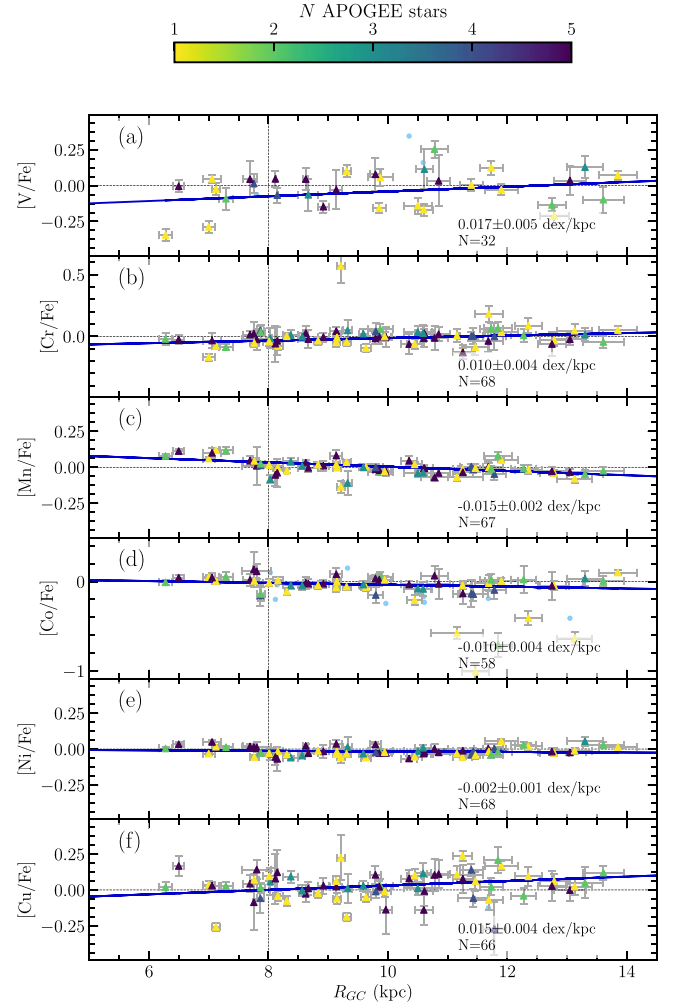 N APOGEE stars
1 2 3 4 5
(a)
[V/Fe]
0.25
0.00
−0.25
0.017±0.005 dex/kpc
N=32
(b)
[Cr/Fe]
0.5
0.0
0.010±0.004 dex/kpc
N=68
(c)
[Mn/Fe]
0.25
0.00
−0.25
-0.015±0.002 dex/kpc
N=67
(d)
[Co/Fe]
0
−1
-0.010±0.004 dex/kpc
N=58
(e)
[Ni/Fe]
0.25
0.00
−0.25
-0.002±0.001 dex/kpc
N=68
(f)
[Cu/Fe]
0.25
0.00
−0.25
0.015±0.004 dex/kpc
N=66
6 8 10 12 14
R_{GC} (kpc)